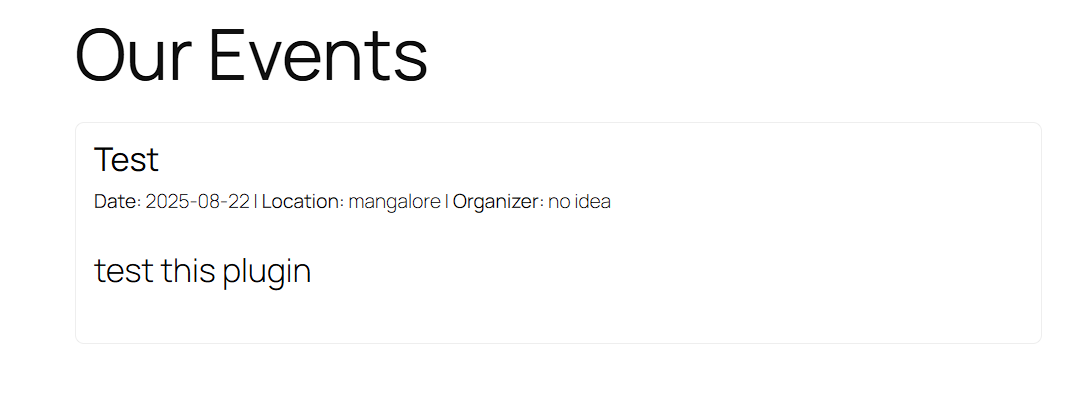 Our Events
Test
Date: 2025-08-22 | Location: mangalore | Organizer: no idea
test this plugin